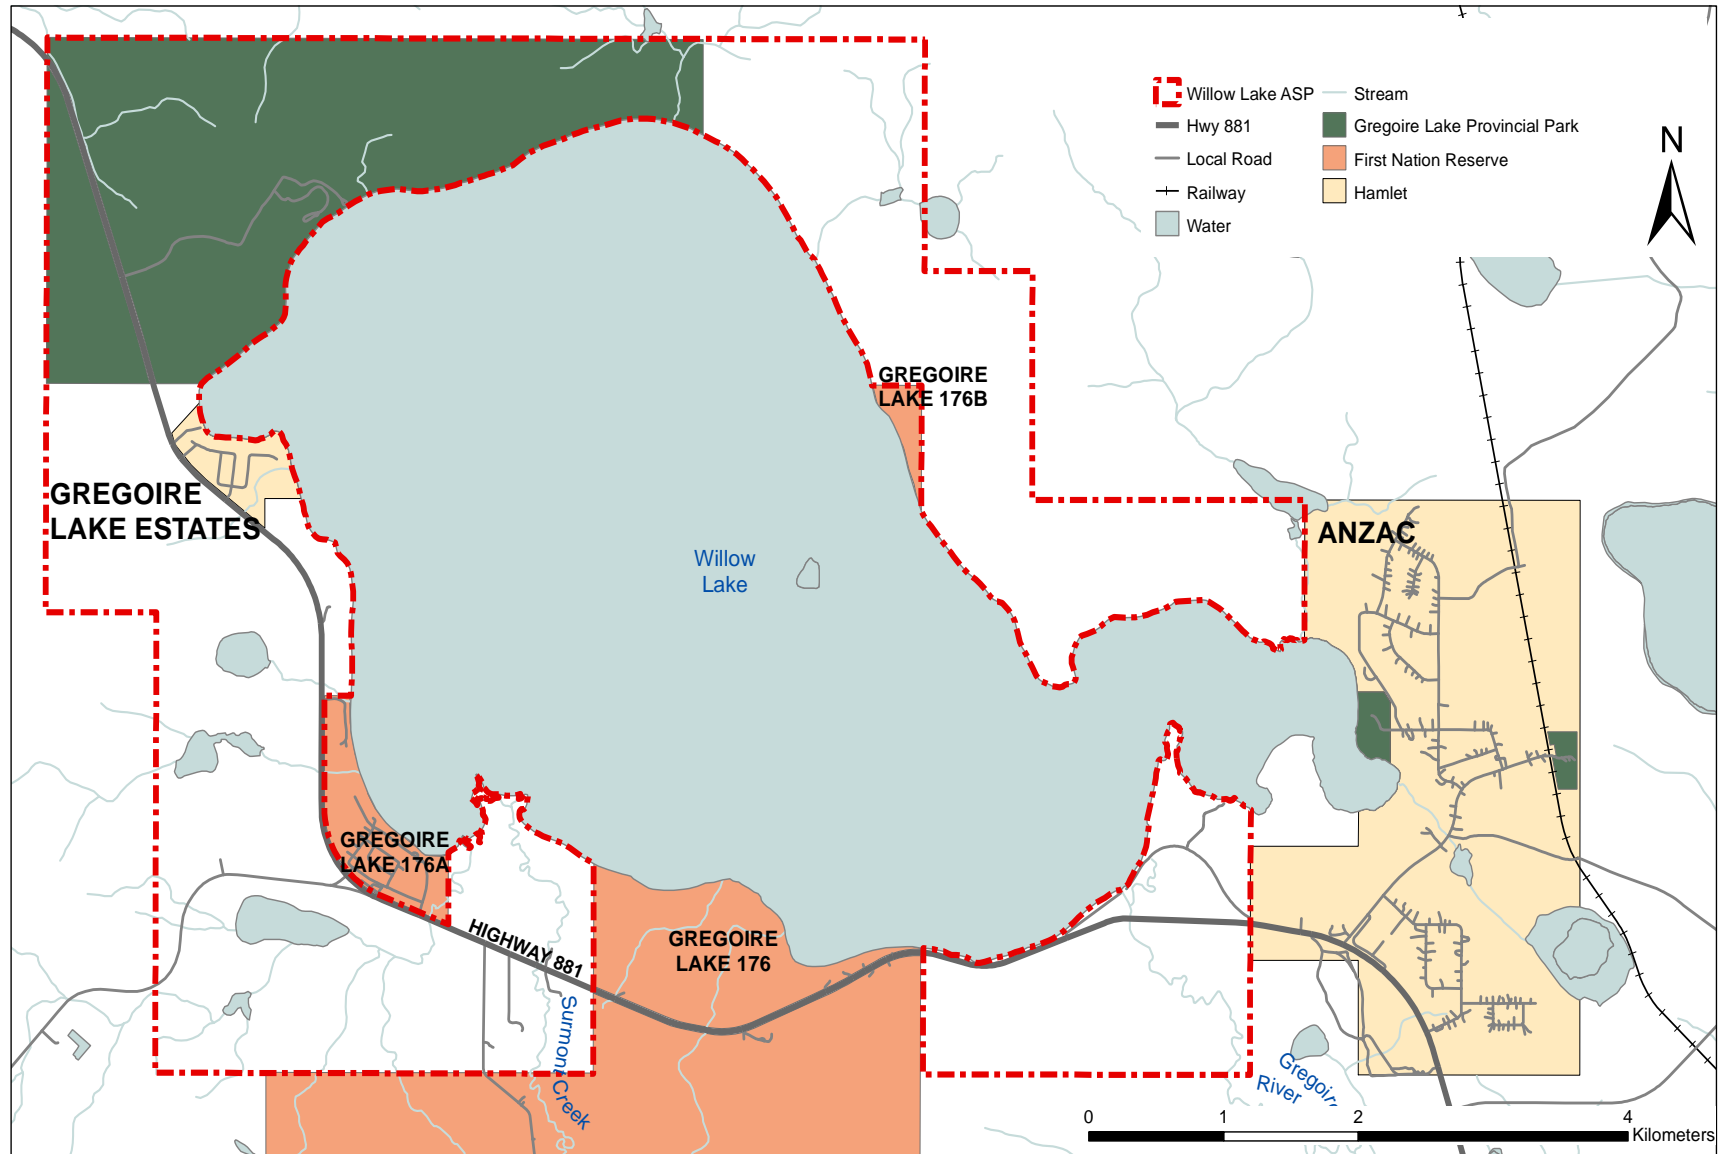 Willow Lake ASP
Hwy 881
Local Road
Railway
Water
Stream
Gregoire Lake Provincial Park
First Nation Reserve
Hamlet
N
GREGOIRE
LAKE 176B
GREGOIRE
LAKE ESTATES
ANZAC
Willow
Lake
GREGOIRE
LAKE 176A
HIGHWAY 881
GREGOIRE
LAKE 176
Surmont Creek
Gregoire
River
0 1 2 4
Kilometers